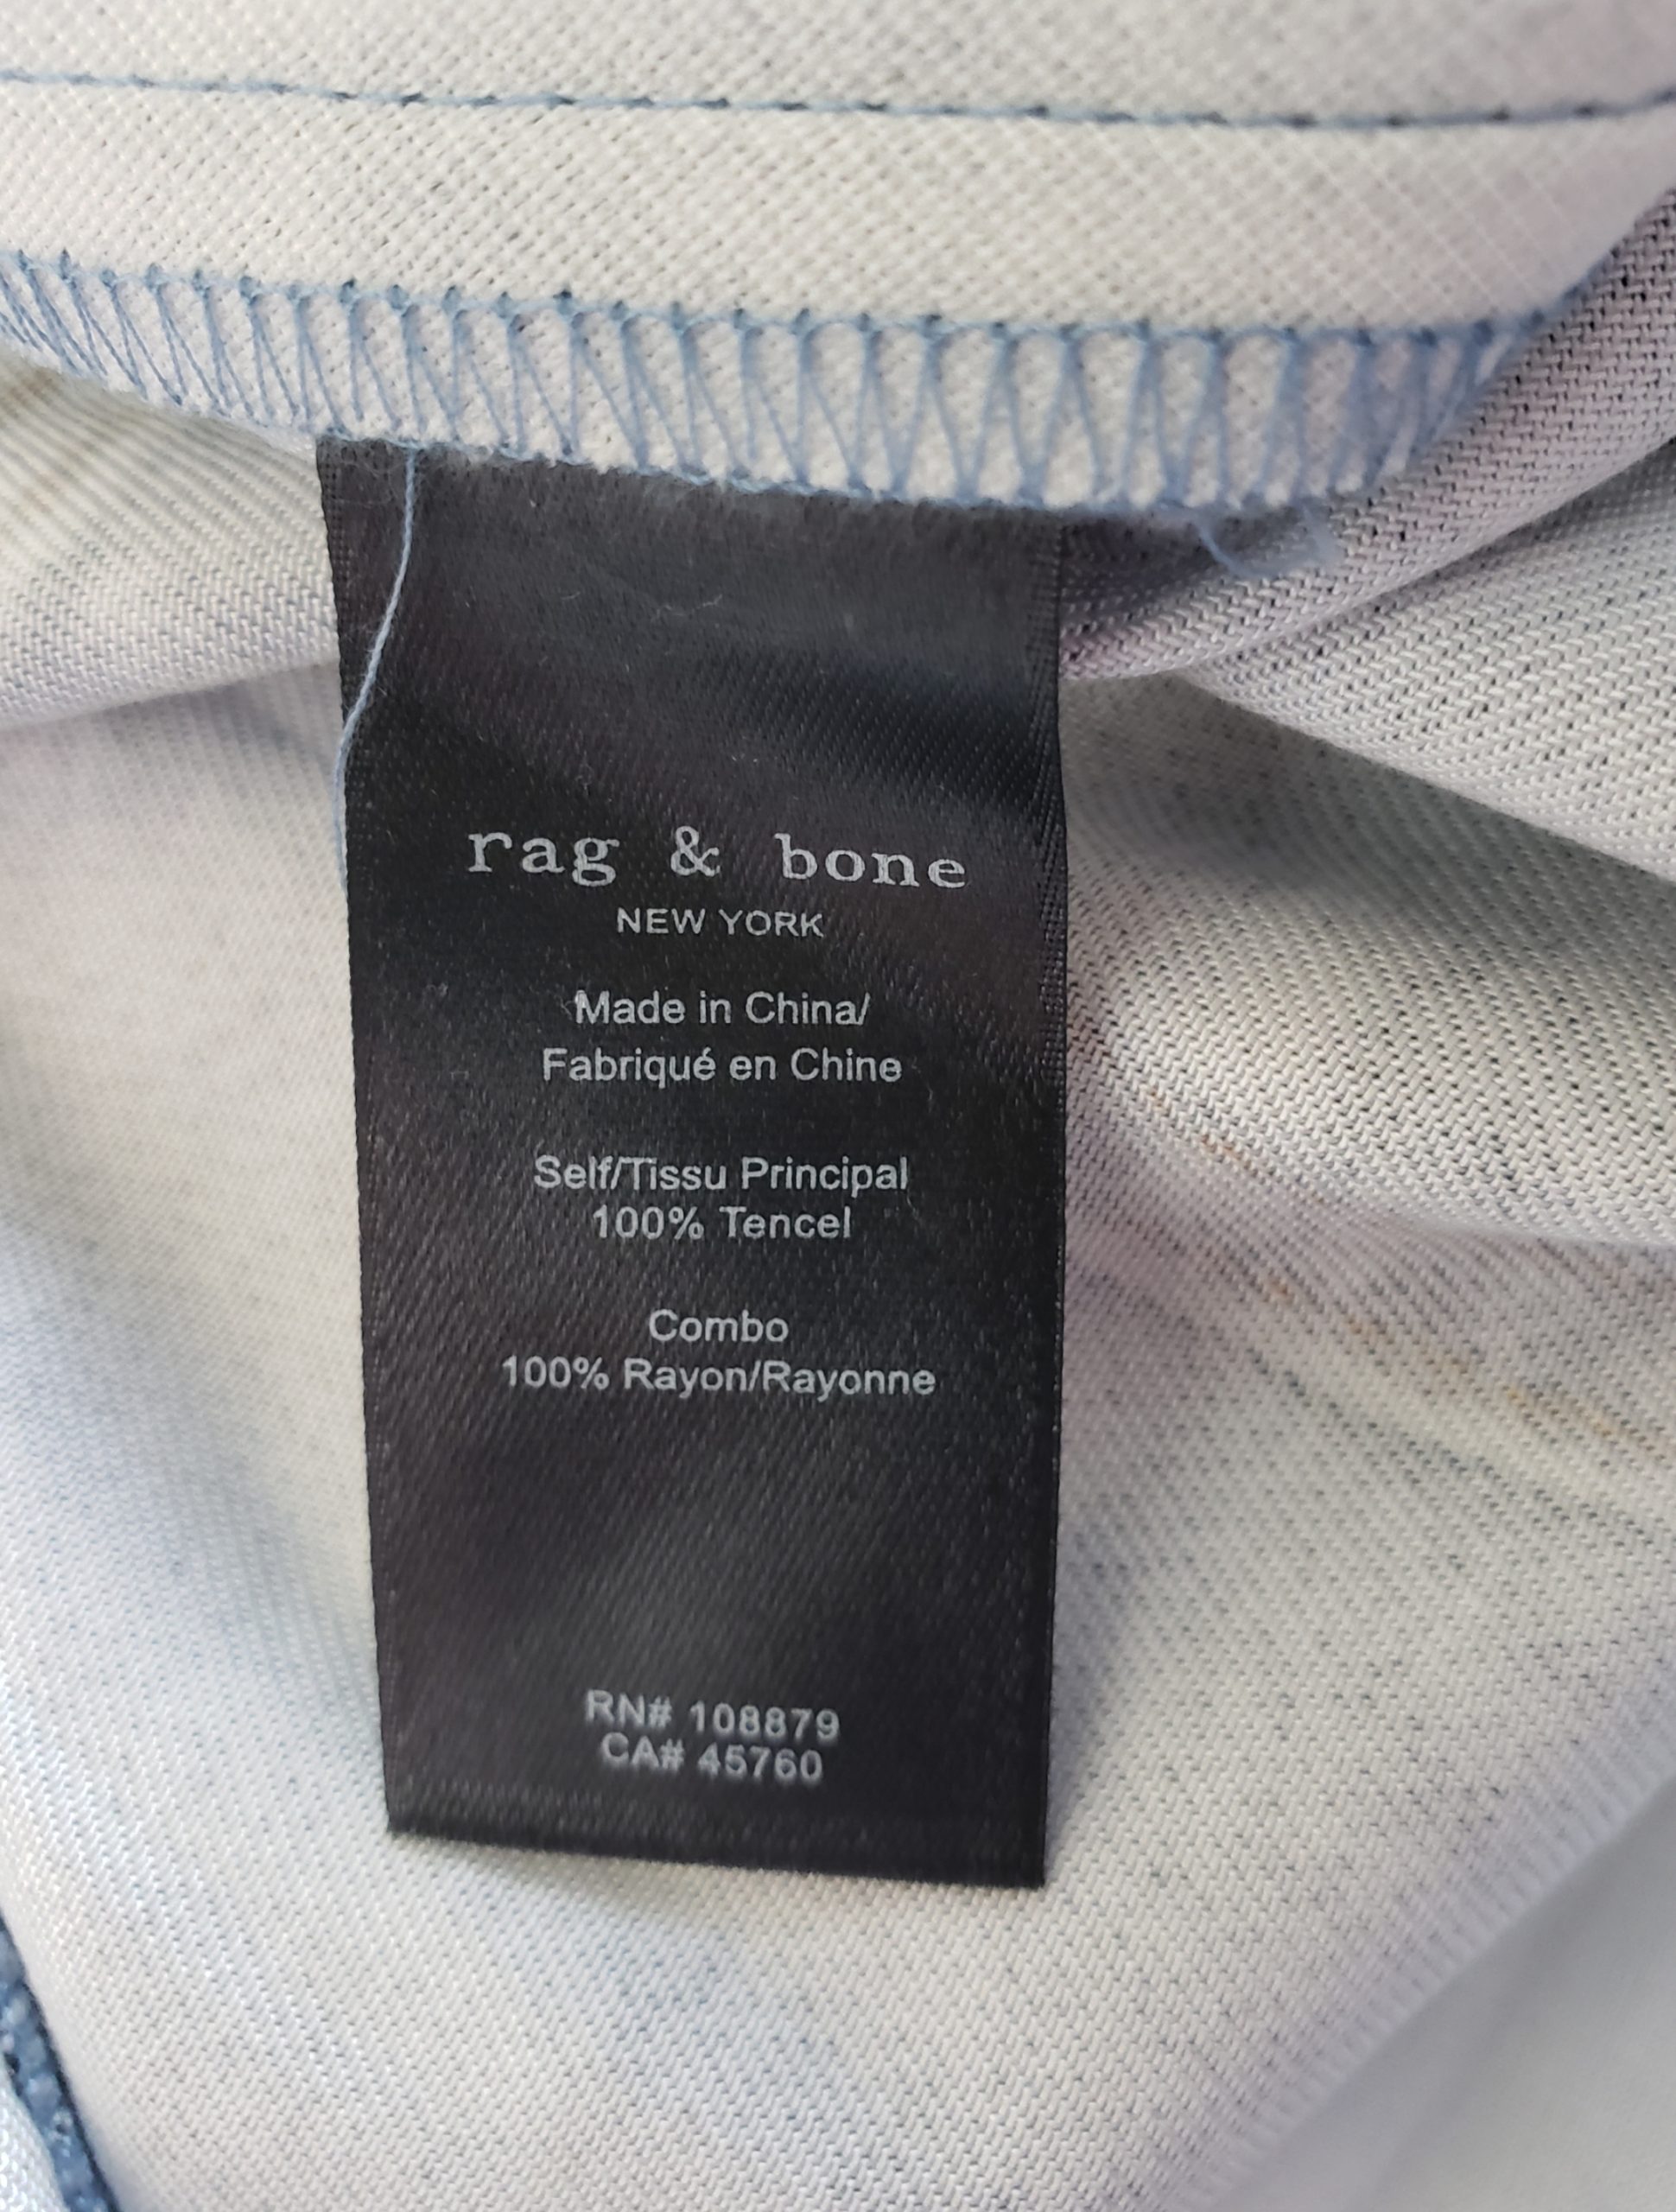 rag & bone
NEW YORK
Made in China/
Fabriqué en Chine
Self/Tissu Principal
100% Tencel
Combo
100% Rayon/Rayonne
RN# 108879
CA# 45760